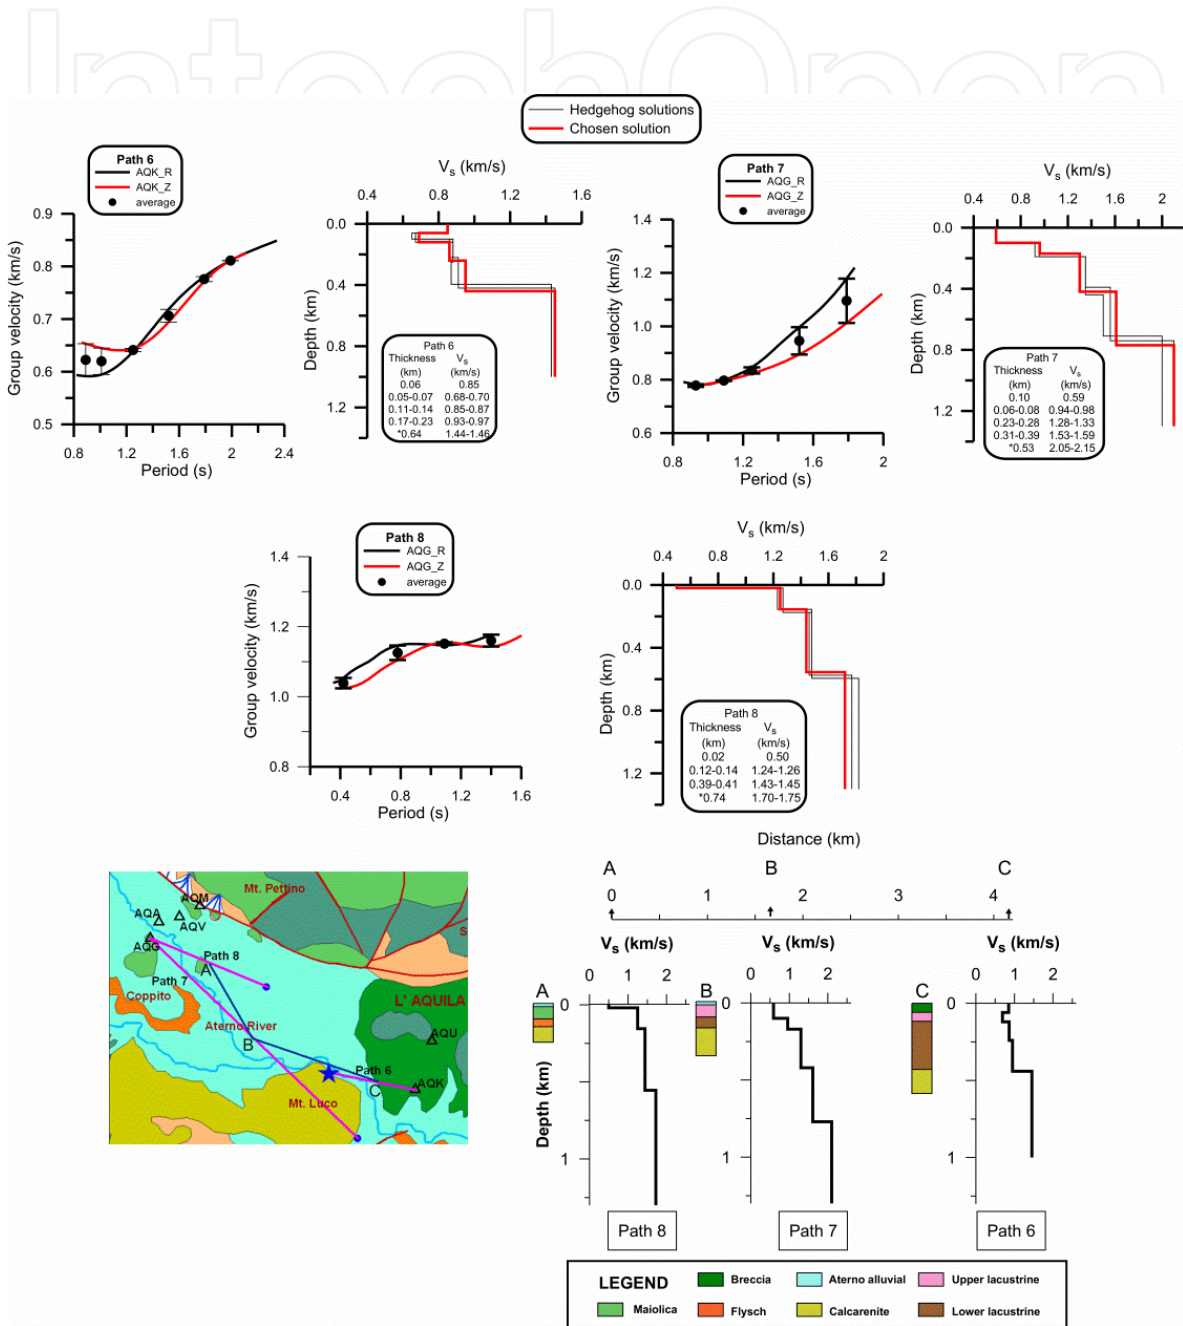 IntechOpen
Hedgehog solutions
Chosen solution
Path 6
AQK_R
AQK_Z
average
Group velocity (km/s)
0.9
0.8
0.7
0.6
0.5
0.8 1.2 1.6 2 2.4
Period (s)
Vs (km/s)
0.4 0.8 1.2 1.6
0.0
0.4
0.8
1.2
Depth (km)
Path 6
Thickness Vs
(km) (km/s)
0.06 0.85
0.05-0.07 0.68-0.70
0.11-0.14 0.85-0.87
0.17-0.23 0.93-0.97
*0.64 1.44-1.46
Path 7
AQG_R
AQG_Z
average
Group velocity (km/s)
1.4
1.2
1.0
0.8
0.6
0.8 1.2 1.6 2
Period (s)
Vs (km/s)
0.4 0.8 1.2 1.6 2
0.0
0.4
0.8
1.2
Depth (km)
Path 7
Thickness Vs
(km) (km/s)
0.10 0.59
0.06-0.08 0.94-0.98
0.23-0.28 1.28-1.33
0.31-0.39 1.53-1.59
*0.53 2.05-2.15
Path 8
AQG_R
AQG_Z
average
Group velocity (km/s)
1.4
1.2
1.0
0.8
0.4 0.8 1.2 1.6
Period (s)
Vs (km/s)
0.4 0.8 1.2 1.6 2
0.0
0.4
0.8
1.2
Depth (km)
Path 8
Thickness Vs
(km) (km/s)
0.02 0.50
0.12-0.14 1.24-1.26
0.39-0.41 1.43-1.45
*0.74 1.70-1.75
Mt. Pettino
AQM
AQA
AQV
AQG
S
Path 8
A
Path 7
Coppito
L' AQUILA
Aterno River
AQU
B
Path 6
C
AQK
Mt. Luco
Distance (km)
A B C
0 1 2 3 4
Vs (km/s) Vs (km/s) Vs (km/s)
0 1 2 0 1 2 0 1 2
A B C
0 0 0
Depth (km)
1 1 1
Path 8 Path 7 Path 6
LEGEND
Breccia Aterno alluvial Upper lacustrine
Maiolica Flysch Calcarenite Lower lacustrine